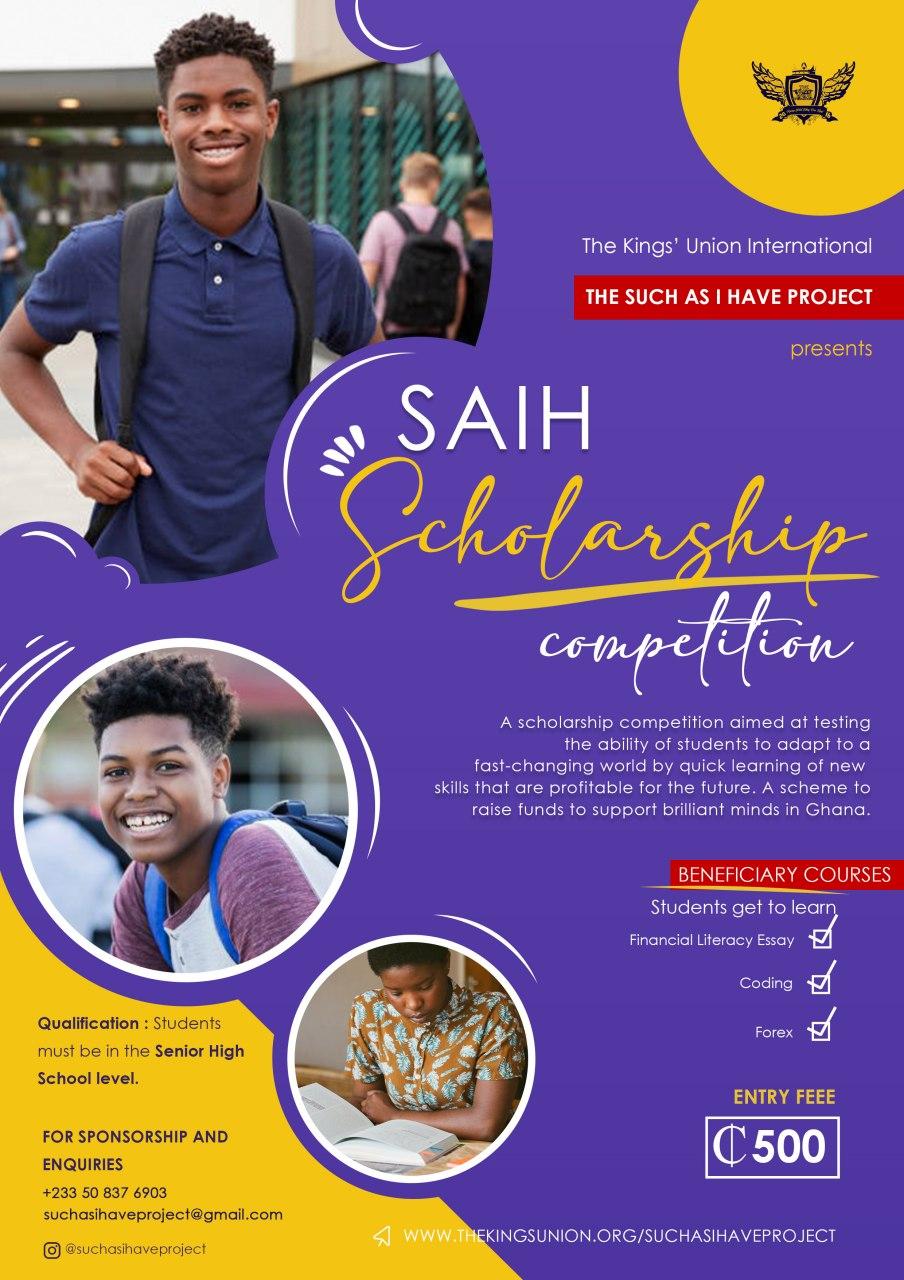 The Kings' Union International
THE SUCH AS I HAVE PROJECT
presents
SAIH
Scholarship
competition
A scholarship competition aimed at testing
the ability of students to adapt to a
fast-changing world by quick learning of new
skills that are profitable for the future. A scheme to
raise funds to support brilliant minds in Ghana.
BENEFICIARY COURSES
Students get to learn
Financial Literacy Essay
Coding
Forex
ENTRY FEEE
₵500
Qualification : Students
must be in the Senior High
School level.
FOR SPONSORSHIP AND
ENQUIRIES
+233 50 837 6903
suchasihaveproject@gmail.com
@suchasihaveproject
WWW.THEKINGSUNION.ORG/SUCHASIHAVEPROJECT